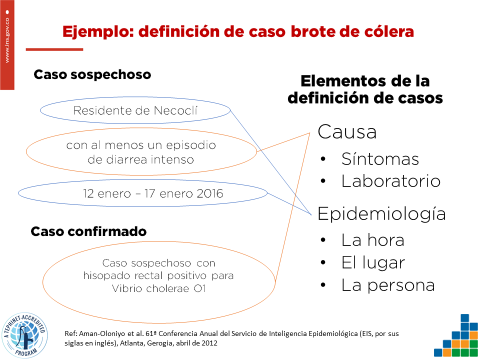 www.ins.gov.co
Ejemplo: definición de caso brote de cólera
Caso sospechoso
Residente de Necoclí
con al menos un episodio
de diarrea intenso
12 enero – 17 enero 2016
Caso confirmado
Caso sospechoso con
hisopado rectal positivo para
Vibrio cholerae O1
Elementos de la
definición de casos
Causa
• Síntomas
• Laboratorio
Epidemiología
• La hora
• El lugar
• La persona
A TEPHINET ACCREDITED
PROGRAM
Ref: Aman-Oloniyo et al. 61ª Conferencia Anual del Servicio de Inteligencia Epidemiológica (EIS, por sus
siglas en inglés), Atlanta, Gerogia, abril de 2012